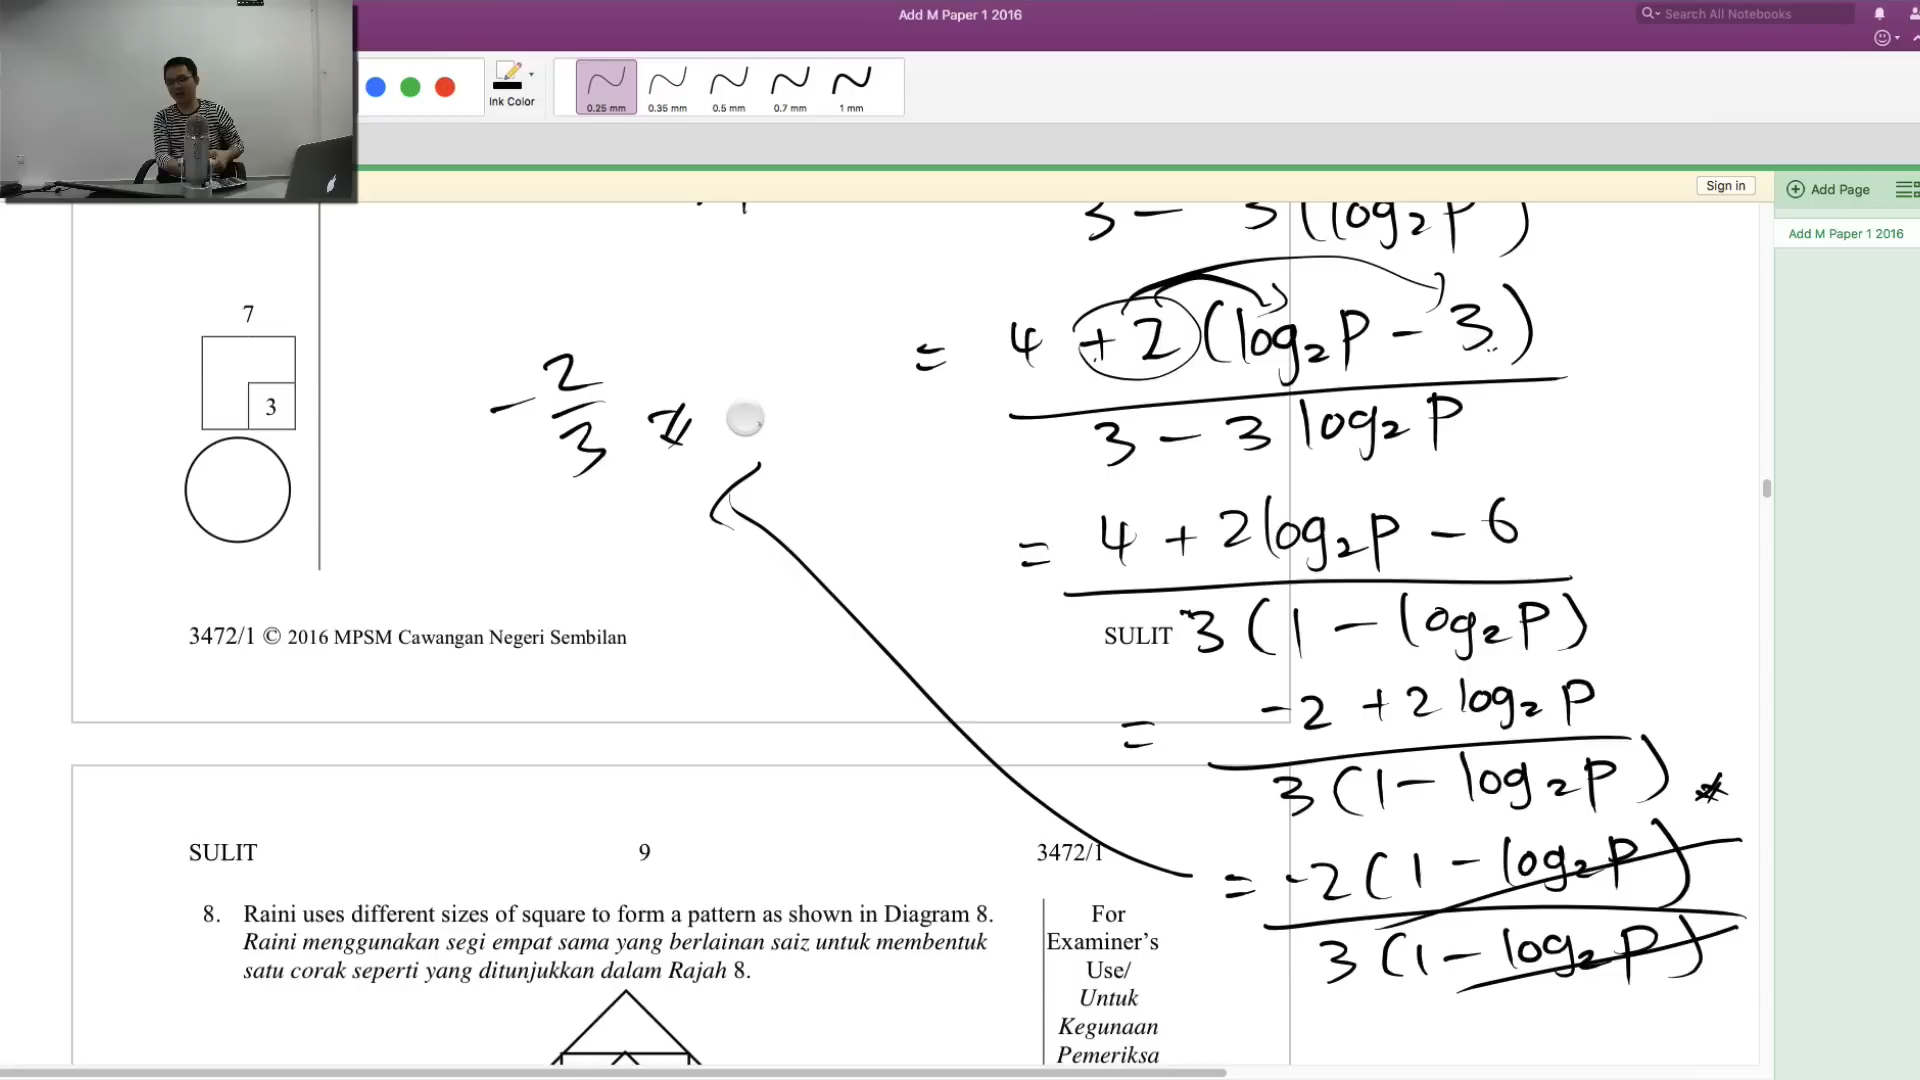 Add M Paper 1 2016
Search All Notebooks
Ink Color
0.25 mm
0.35 mm
0.5 mm
0.7 mm
1 mm
Sign in
Add Page
Add M Paper 1 2016
3 - 3 (log₂ P)
= 4 + 2 (log₂ P - 3)
3 - 3 log₂ P
= 4 + 2 log₂ P - 6
3 (1 - log₂ P)
= -2 + 2 log₂ P
3 (1 - log₂ P)
= -2 (1 - log₂ P)
3 (1 - log₂ P)
- 2
3
7
3
3472/1 © 2016 MPSM Cawangan Negeri Sembilan
SULIT
SULIT
9
3472/1
8. Raini uses different sizes of square to form a pattern as shown in Diagram 8.
Raini menggunakan segi empat sama yang berlainan saiz untuk membentuk
satu corak seperti yang ditunjukkan dalam Rajah 8.
For
Examiner's
Use/
Untuk
Kegunaan
Pemeriksa